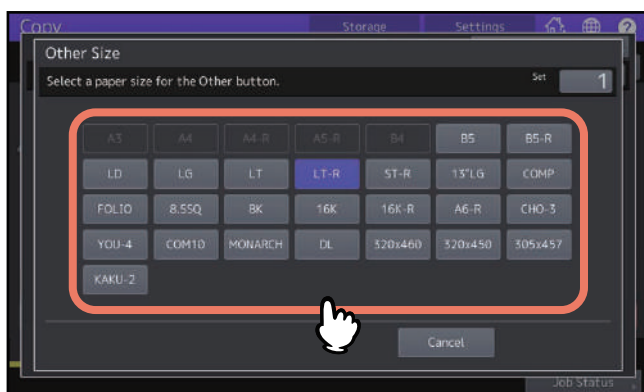 Copy Storage Settings
Other Size
Select a paper size for the Other button. Set 1
A3 A4 A4-R A5-R B4 B5 B5-R
LD LG LT LT-R ST-R 13"LG COMP
FOLIO 8.5SQ 8K 16K 16K-R A6-R CHO-3
YOU-4 COM10 MONARCH DL 320x460 320x450 305x457
KAKU-2
Cancel
Job Status